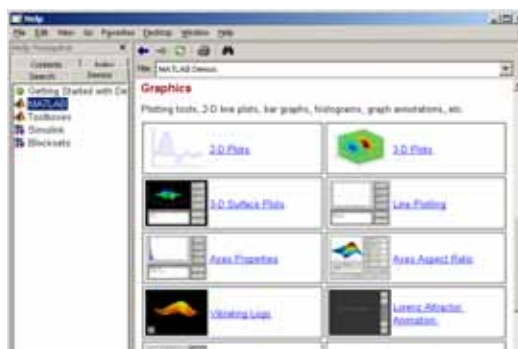 Help
File Edit View Go Favorites Desktop Window Help
Help Navigator
Contents Index
Search Demos
Title: MATLAB Demos
Getting Started with De
MATLAB
Toolboxes
Simulink
Blocksets
Graphics
Plotting tools, 2-D line plots, bar graphs, histograms, graph annotations, etc.
2-D Plots
3-D Plots
3-D Surface Plots
Line Plotting
Axes Properties
Axes Aspect Ratio
Vibrating Logo
Lorenz Attractor
Animation